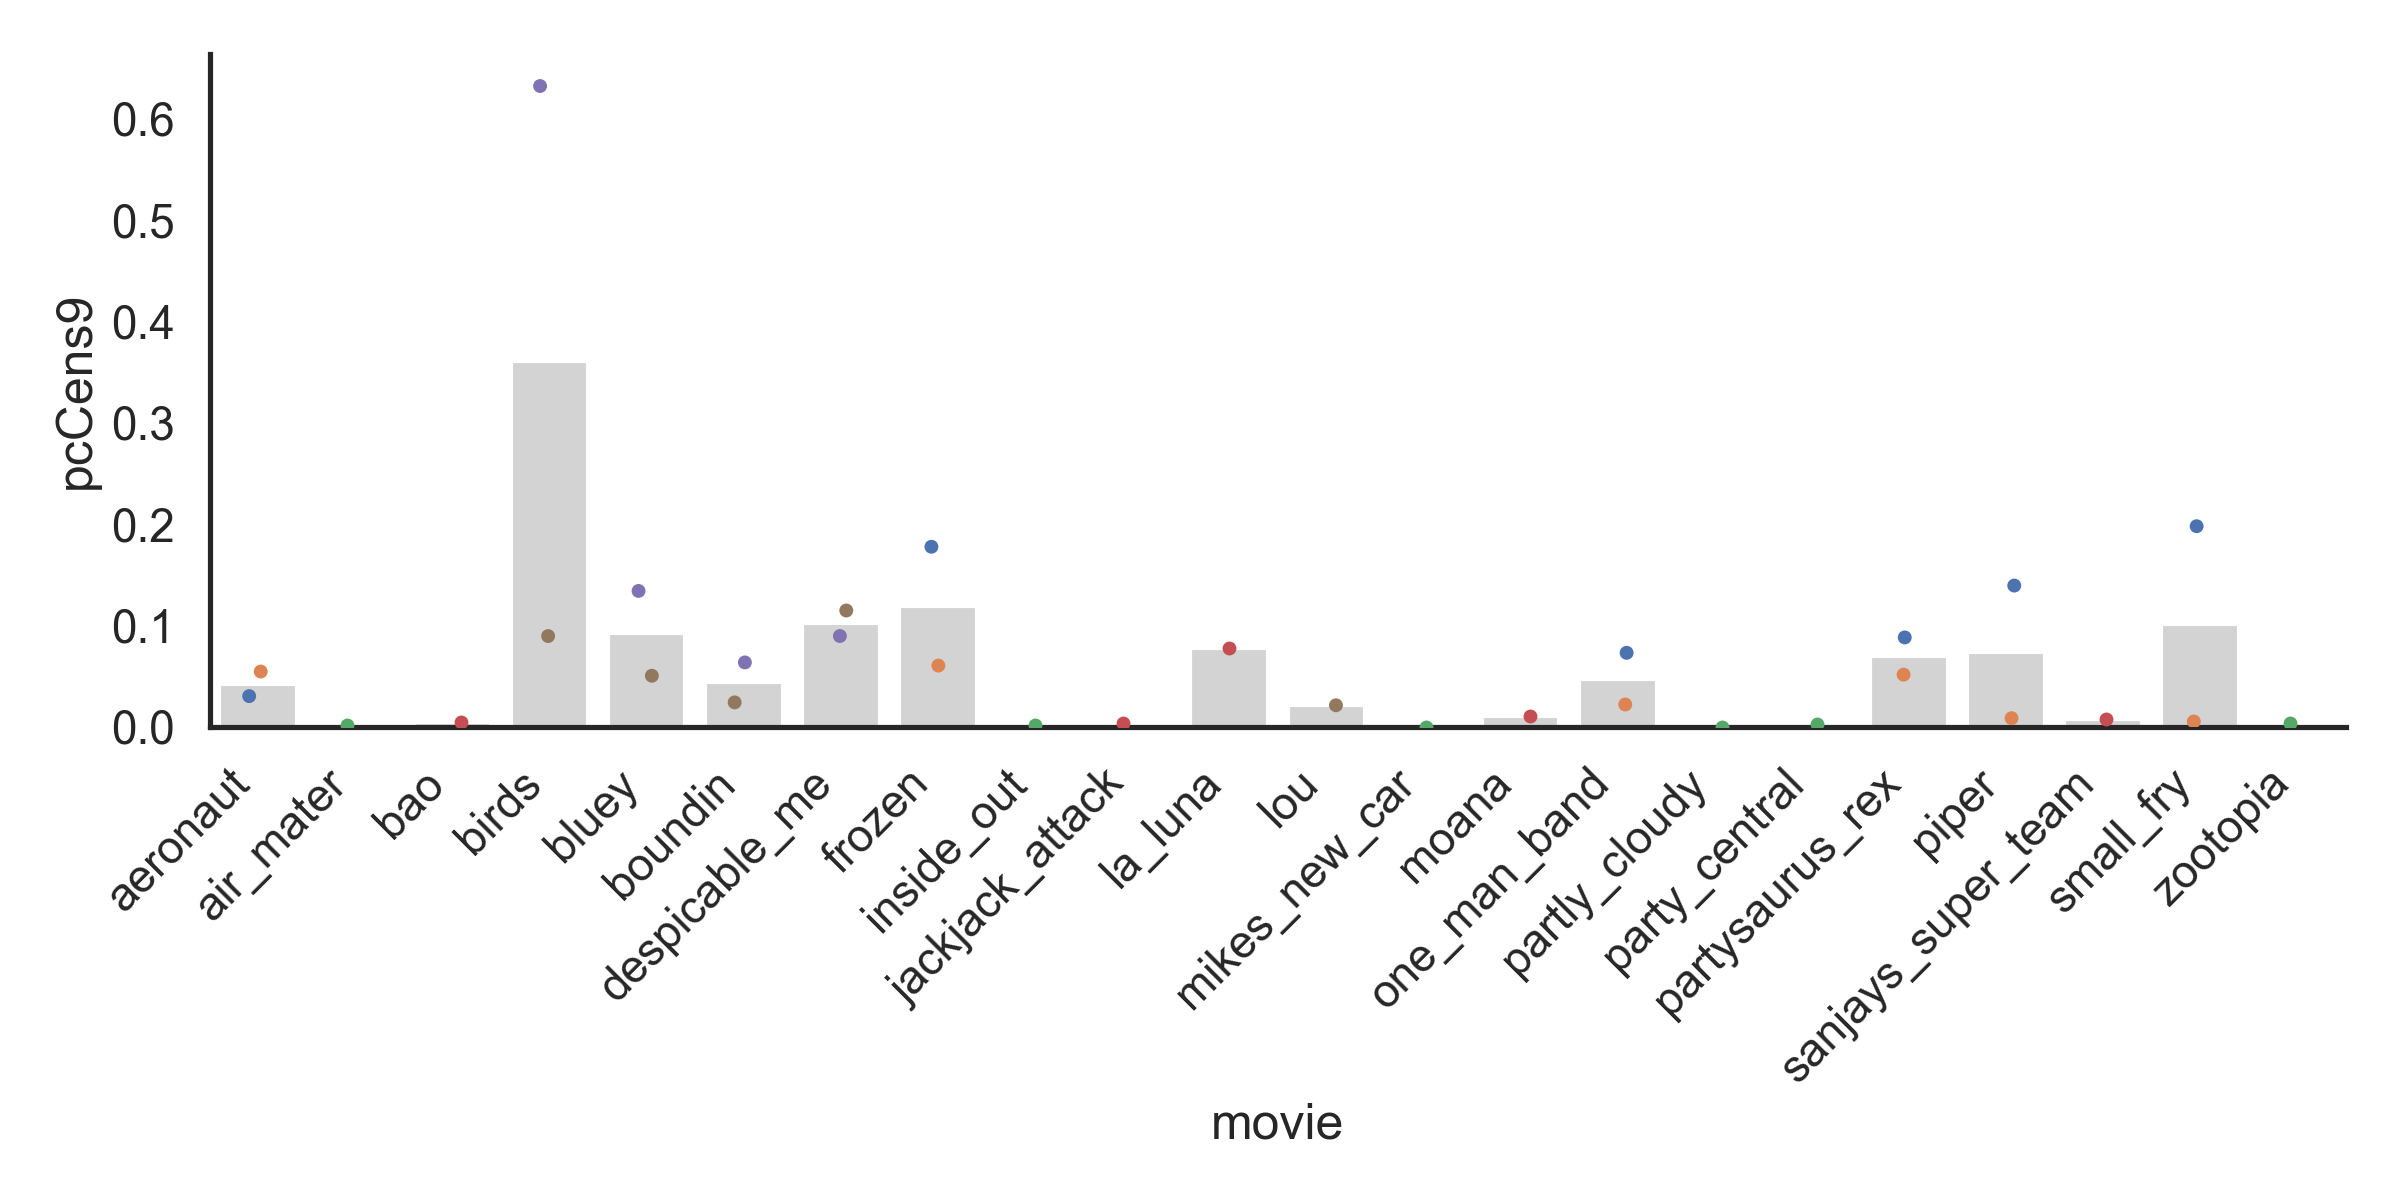 pcCens9
0.6
0.5
0.4
0.3
0.2
0.1
0.0
aeronaut
air_mater
bao
birds
bluey
boundin
despicable_me
frozen
inside_out
jackjack_attack
la_luna
lou
mikes_new_car
moana
one_man_band
partly_cloudy
party_central
partysaurus_rex
piper
sanjays_super_team
small_fry
zootopia
movie